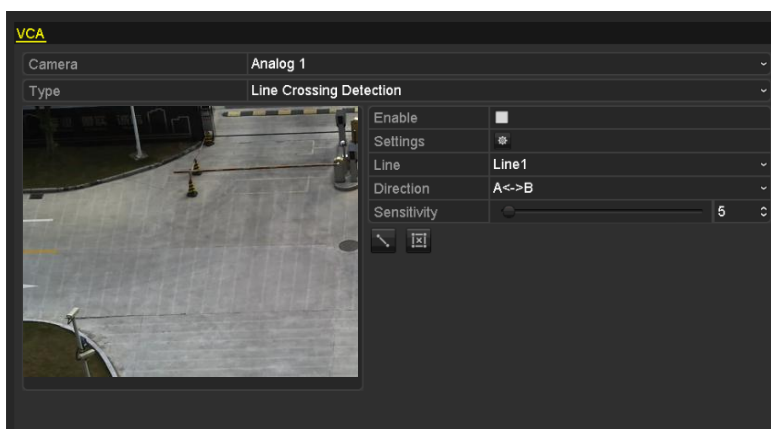 VCA
Camera Analog 1
Type Line Crossing Detection
Enable
Settings
Line Line1
Direction A<->B
Sensitivity 5